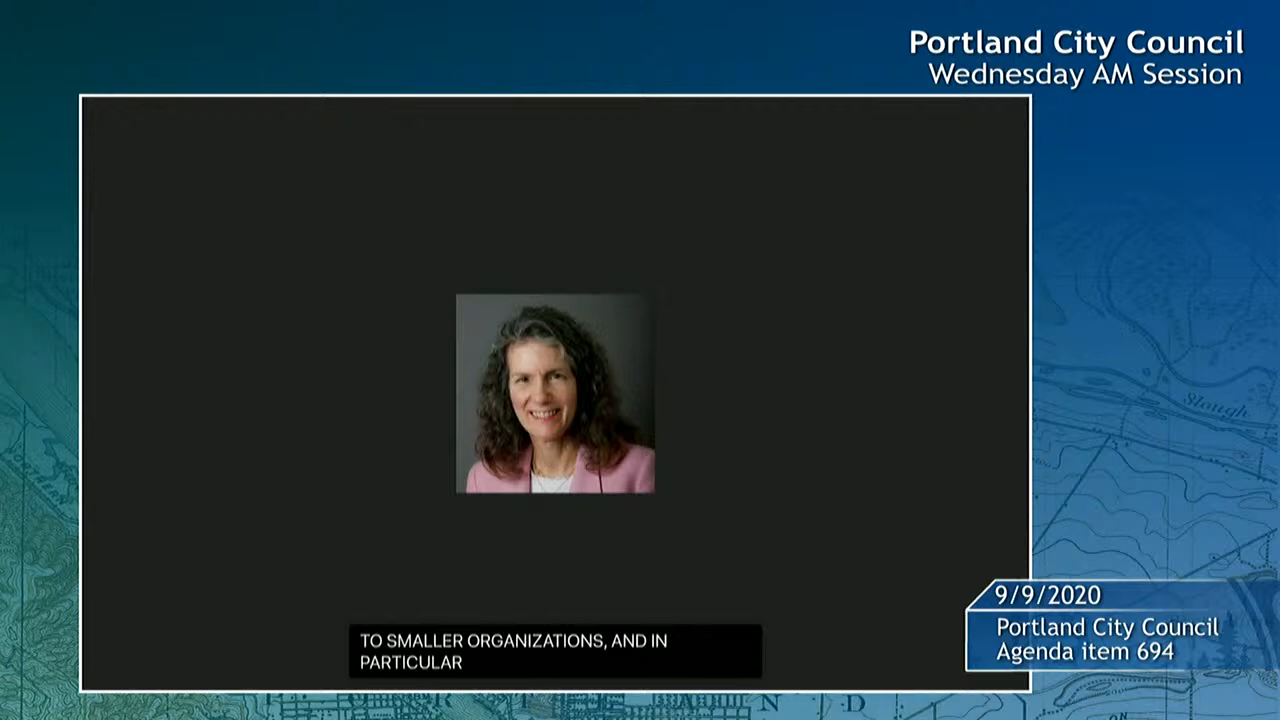 Portland City Council
Wednesday AM Session
Slough
TO SMALLER ORGANIZATIONS, AND IN
PARTICULAR
9/9/2020
Portland City Council
Agenda item 694